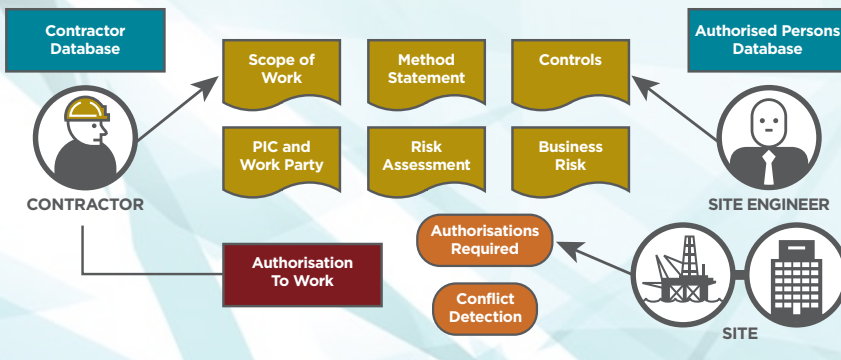 Contractor
Database
Authorised Persons
Database
Scope of
Work
Method
Statement
Controls
PIC and
Work Party
Risk
Assessment
Business
Risk
CONTRACTOR
SITE ENGINEER
Authorisation
To Work
Authorisations
Required
Conflict
Detection
SITE